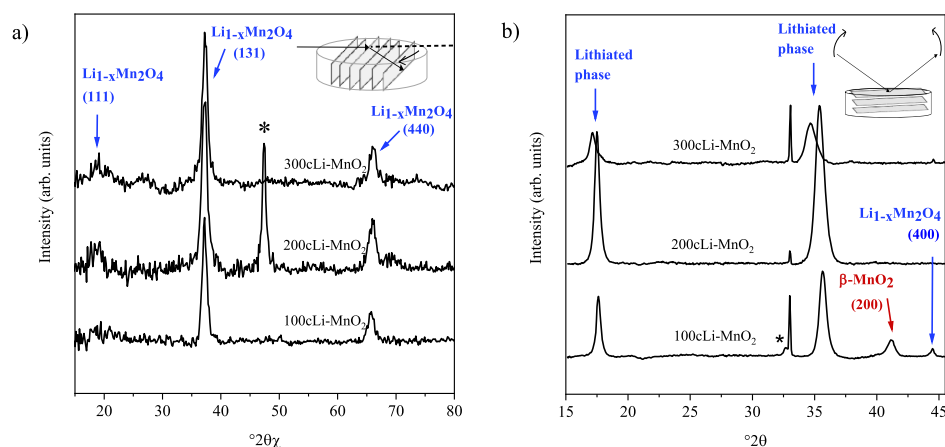 a)
Intensity (arb. units)
Li1-xMn2O4
(111)
Li1-xMn2O4
(131)
*
Li1-xMn2O4
(440)
300cLi-MnO2
200cLi-MnO2
100cLi-MnO2
20 30 40 50 60 70 80
°2θχ
b)
Intensity (arb. units)
Lithiated
phase
Lithiated
phase
300cLi-MnO2
200cLi-MnO2
Li1-xMn2O4
(400)
β-MnO2
(200)
*
100cLi-MnO2
15 20 25 30 35 40 45
°2θ